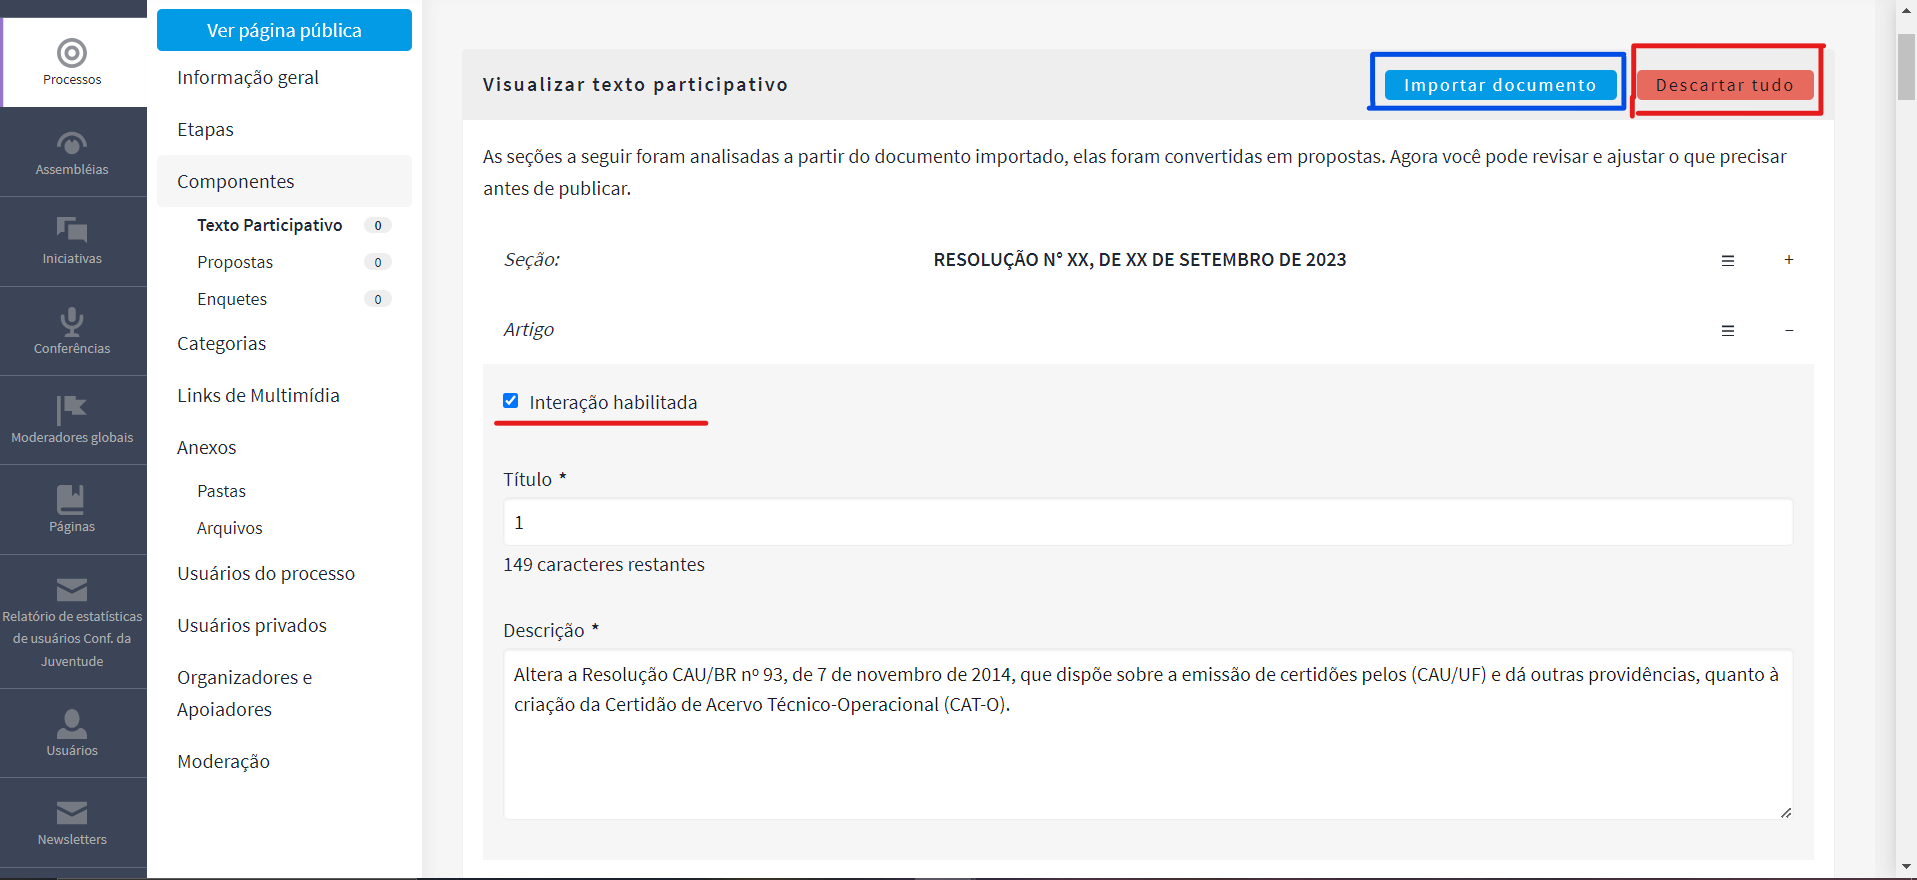 Processos
Assembléias
Iniciativas
Conferências
Moderadores globais
Páginas
Relatório de estatísticas
de usuários Conf. da
Juventude
Usuários
Newsletters
Ver página pública
Informação geral
Etapas
Componentes
Texto Participativo 0
Propostas 0
Enquetes 0
Categorias
Links de Multimídia
Anexos
Pastas
Arquivos
Usuários do processo
Usuários privados
Organizadores e
Apoiadores
Moderação
Visualizar texto participativo
Importar documento
Descartar tudo
As seções a seguir foram analisadas a partir do documento importado, elas foram convertidas em propostas. Agora você pode revisar e ajustar o que precisar
antes de publicar.
Seção: RESOLUÇÃO N° XX, DE XX DE SETEMBRO DE 2023 +
Artigo −
Interação habilitada
Título *
1
149 caracteres restantes
Descrição *
Altera a Resolução CAU/BR nº 93, de 7 de novembro de 2014, que dispõe sobre a emissão de certidões pelos (CAU/UF) e dá outras providências, quanto à
criação da Certidão de Acervo Técnico-Operacional (CAT-O).